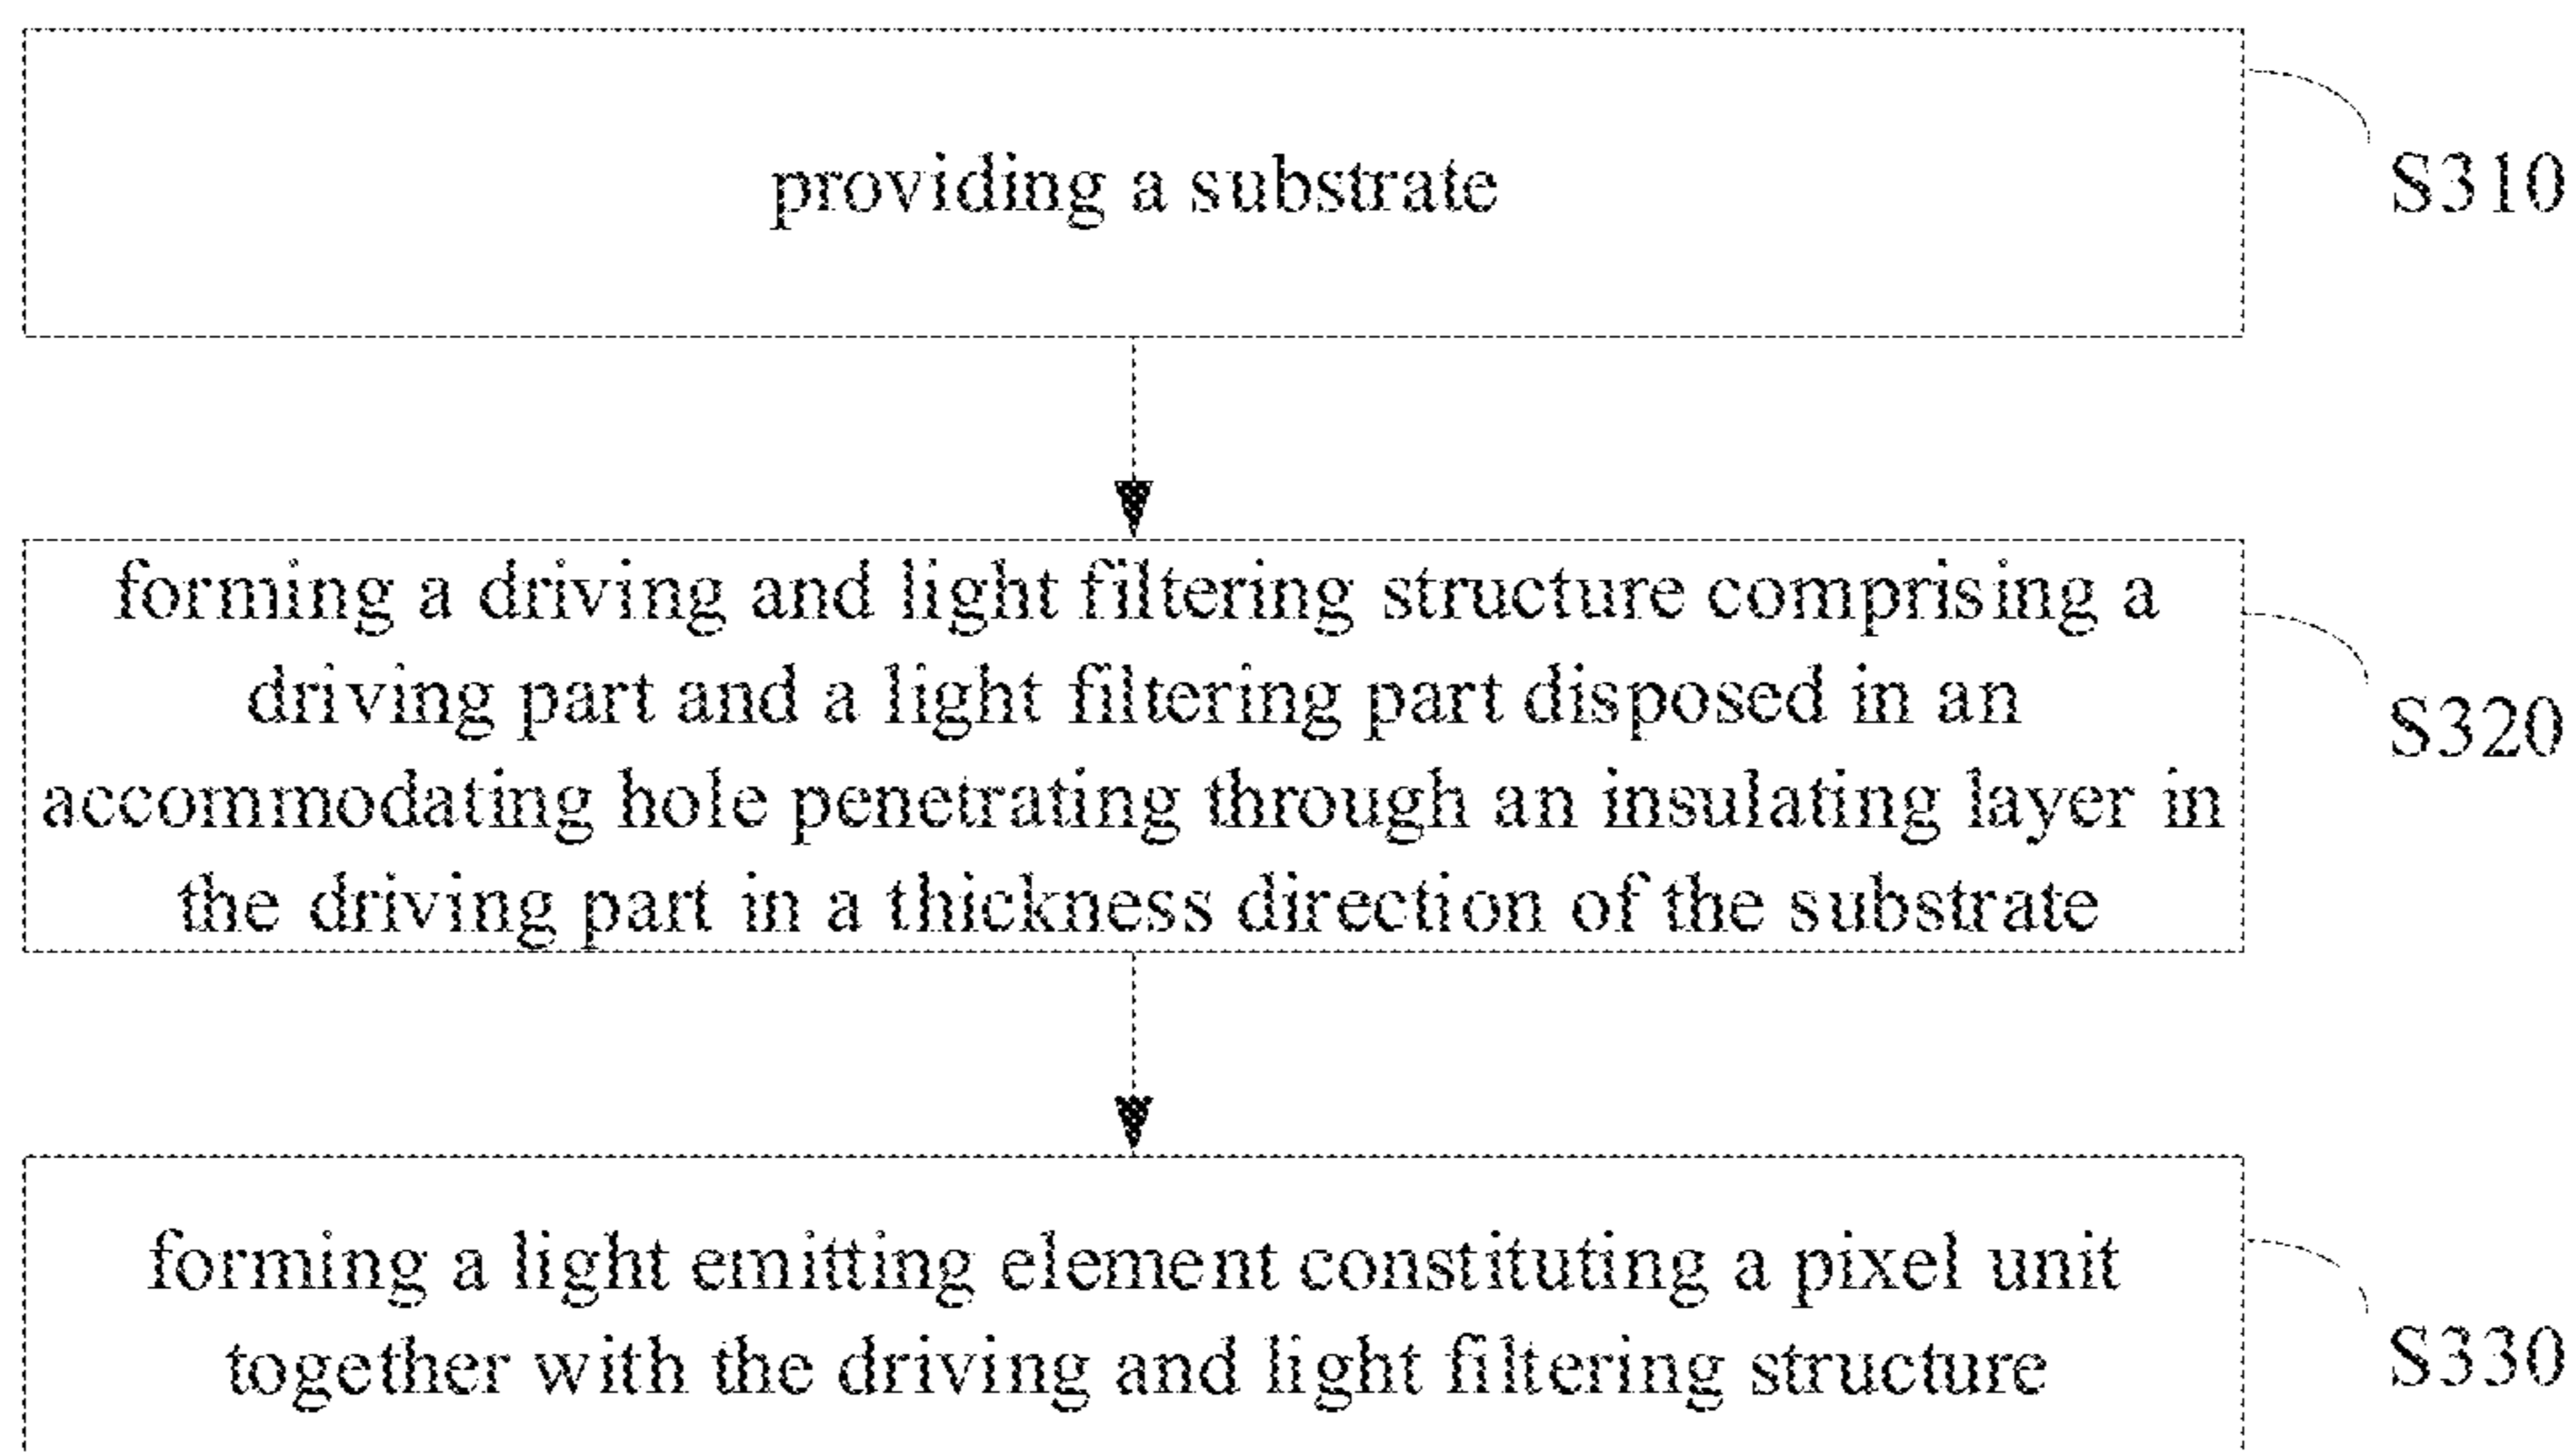 providing a substrate
S310
forming a driving and light filtering structure comprising a
driving part and a light filtering part disposed in an
accommodating hole penetrating through an insulating layer in
the driving part in a thickness direction of the substrate
S320
forming a light emitting element constituting a pixel unit
together with the driving and light filtering structure
S330